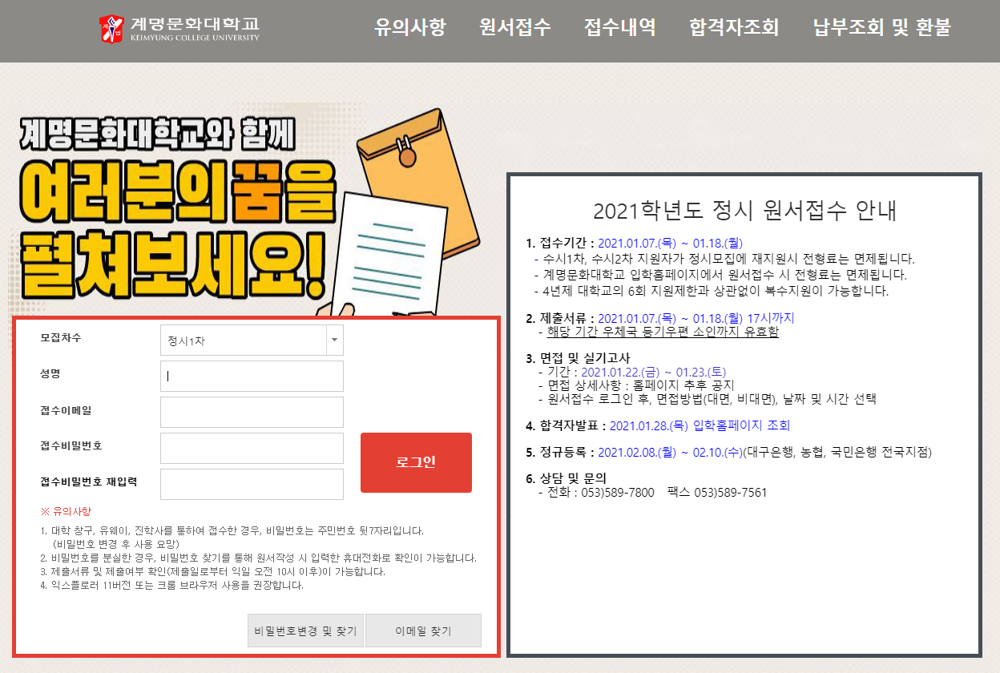 계명문화대학교
KEIMYUNG COLLEGE UNIVERSITY
유의사항 원서접수 접수내역 합격자조회 납부조회 및 환불
계명문화대학교와 함께
여러분의 꿈을
펼쳐보세요!
모집차수
정시1차
성명
접수이메일
접수비밀번호
접수비밀번호 재입력
로그인
※ 유의사항
1. 대학 창구, 유웨이, 진학사를 통하여 접수한 경우, 비밀번호는 주민번호 뒷7자리입니다.
(비밀번호 변경 후 사용 요망)
2. 비밀번호를 분실한 경우, 비밀번호 찾기를 통해 원서작성 시 입력한 휴대전화로 확인이 가능합니다.
3. 제출서류 및 제출여부 확인(제출일로부터 익일 오전 10시 이후)이 가능합니다.
4. 익스플로러 11버전 또는 크롬 브라우저 사용을 권장합니다.
비밀번호변경 및 찾기 이메일 찾기
2021학년도 정시 원서접수 안내
1. 접수기간 : 2021.01.07.(목) ~ 01.18.(월)
- 수시1차, 수시2차 지원자가 정시모집에 재지원시 전형료는 면제됩니다.
- 계명문화대학교 입학홈페이지에서 원서접수 시 전형료는 면제됩니다.
- 4년제 대학교의 6회 지원제한과 상관없이 복수지원이 가능합니다.
2. 제출서류 : 2021.01.07.(목) ~ 01.18.(월) 17시까지
- 해당 기간 우체국 등기우편 소인까지 유효함
3. 면접 및 실기고사
- 기간 : 2021.01.22.(금) ~ 01.23.(토)
- 면접 상세사항 : 홈페이지 추후 공지
- 원서접수 로그인 후, 면접방법(대면, 비대면), 날짜 및 시간 선택
4. 합격자발표 : 2021.01.28.(목) 입학홈페이지 조회
5. 정규등록 : 2021.02.08.(월) ~ 02.10.(수)(대구은행, 농협, 국민은행 전국지점)
6. 상담 및 문의
- 전화 : 053)589-7800 팩스 053)589-7561